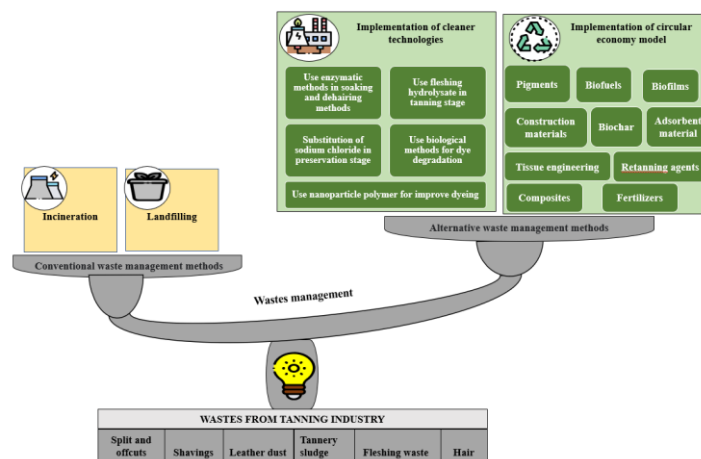 Implementation of cleaner
technologies
Use enzymatic
methods in soaking
and dehairing
methods
Use fleshing
hydrolysate in
tanning stage
Substitution of
sodium chloride in
preservation stage
Use biological
methods for dye
degradation
Use nanoparticle polymer for improve dyeing
Implementation of circular
economy model
Pigments
Biofuels
Biofilms
Construction
materials
Biochar
Adsorbent
material
Tissue engineering
Retanning agents
Composites
Fertilizers
Incineration
Landfilling
Conventional waste management methods
Alternative waste management methods
Wastes management
WASTES FROM TANNING INDUSTRY
Split and
offcuts
Shavings
Leather dust
Tannery
sludge
Fleshing waste
Hair